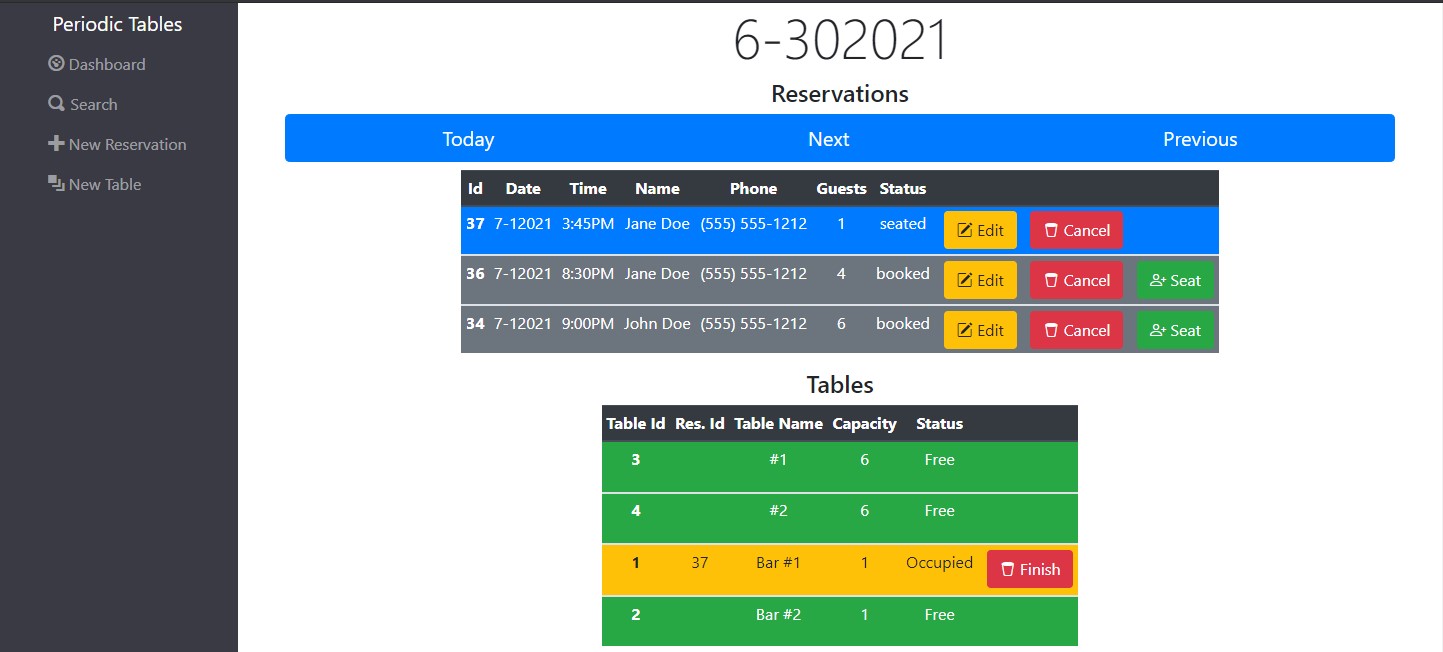 Periodic Tables
Dashboard
Search
New Reservation
New Table
6-302021
Reservations
Today Next Previous
Id Date Time Name Phone Guests Status
37 7-12021 3:45PM Jane Doe (555) 555-1212 1 seated Edit Cancel
36 7-12021 8:30PM Jane Doe (555) 555-1212 4 booked Edit Cancel Seat
34 7-12021 9:00PM John Doe (555) 555-1212 6 booked Edit Cancel Seat
Tables
Table Id Res. Id Table Name Capacity Status
3 #1 6 Free
4 #2 6 Free
1 37 Bar #1 1 Occupied Finish
2 Bar #2 1 Free